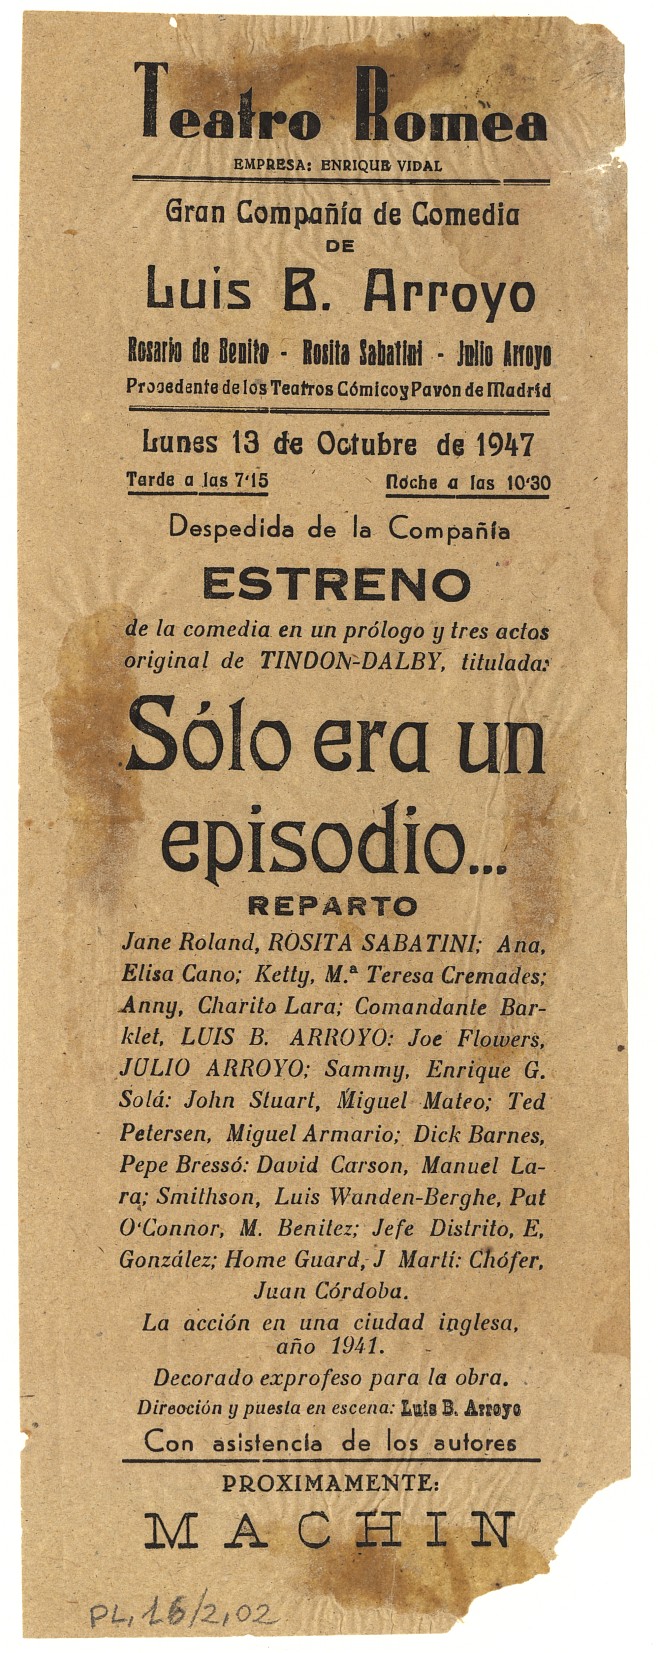 Teatro Romea
EMPRESA: ENRIQUE VIDAL
Gran Compañía de Comedia
DE
Luis B. Arroyo
Rosario de Benito - Rosita Sabatini - Julio Arroyo
Procedente de los Teatros Cómico y Pavón de Madrid
Lunes 13 de Octubre de 1947
Tarde a las 7'15 Noche a las 10'30
Despedida de la Compañía
ESTRENO
de la comedia en un prólogo y tres actos
original de TINDON-DALBY, titulada:
Sólo era un
episodio...
REPARTO
Jane Roland, ROSITA SABATINI; Ana,
Elisa Cano; Ketty, M.ª Teresa Cremades;
Anny, Charito Lara; Comandante Bar-
klet, LUIS B. ARROYO: Joe Flowers,
JULIO ARROYO; Sammy, Enrique G.
Solá: John Stuart, Miguel Mateo; Ted
Petersen, Miguel Armario; Dick Barnes,
Pepe Bressó: David Carson, Manuel La-
ra; Smithson, Luis Wanden-Berghe, Pat
O'Connor, M. Benitez; Jefe Distrito, E,
González; Home Guard, J Martí: Chófer,
Juan Córdoba.
La acción en una ciudad inglesa,
año 1941.
Decorado exprofeso para la obra.
Dirección y puesta en escena: Luis B. Arroyo
Con asistencia de los autores
PROXIMAMENTE:
MACHIN
PL, 16/2, 02